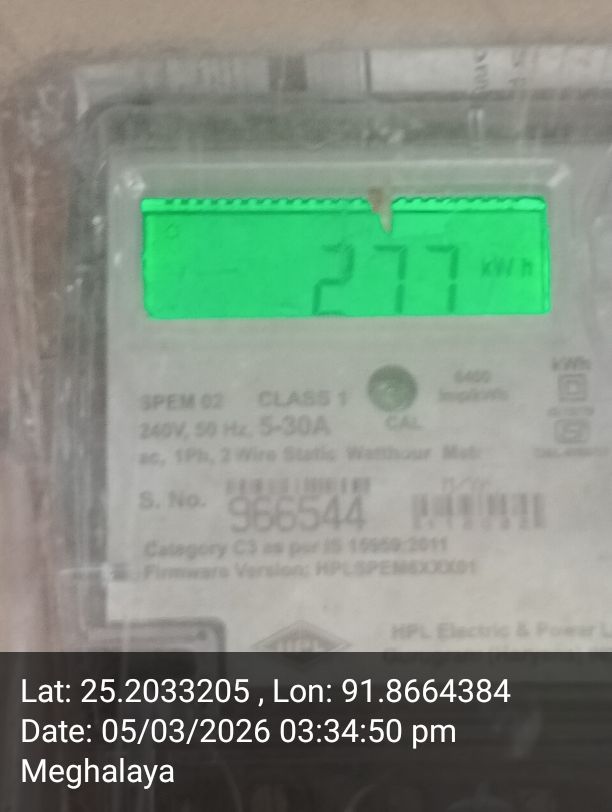 277 kWh
kWh
6400
Imp/kWh
SPEM 02 CLASS 1
CAL
240V, 50 Hz, 5-30A
ac, 1Ph, 2 Wire Static Watthour
S. No. 966544
Category C3 as per IS 15959:2011
Firmware Version:
HPL
HPL Electric & Power
Lat: 25.2033205 , Lon: 91.8664384
Date: 05/03/2026 03:34:50 pm
Meghalaya